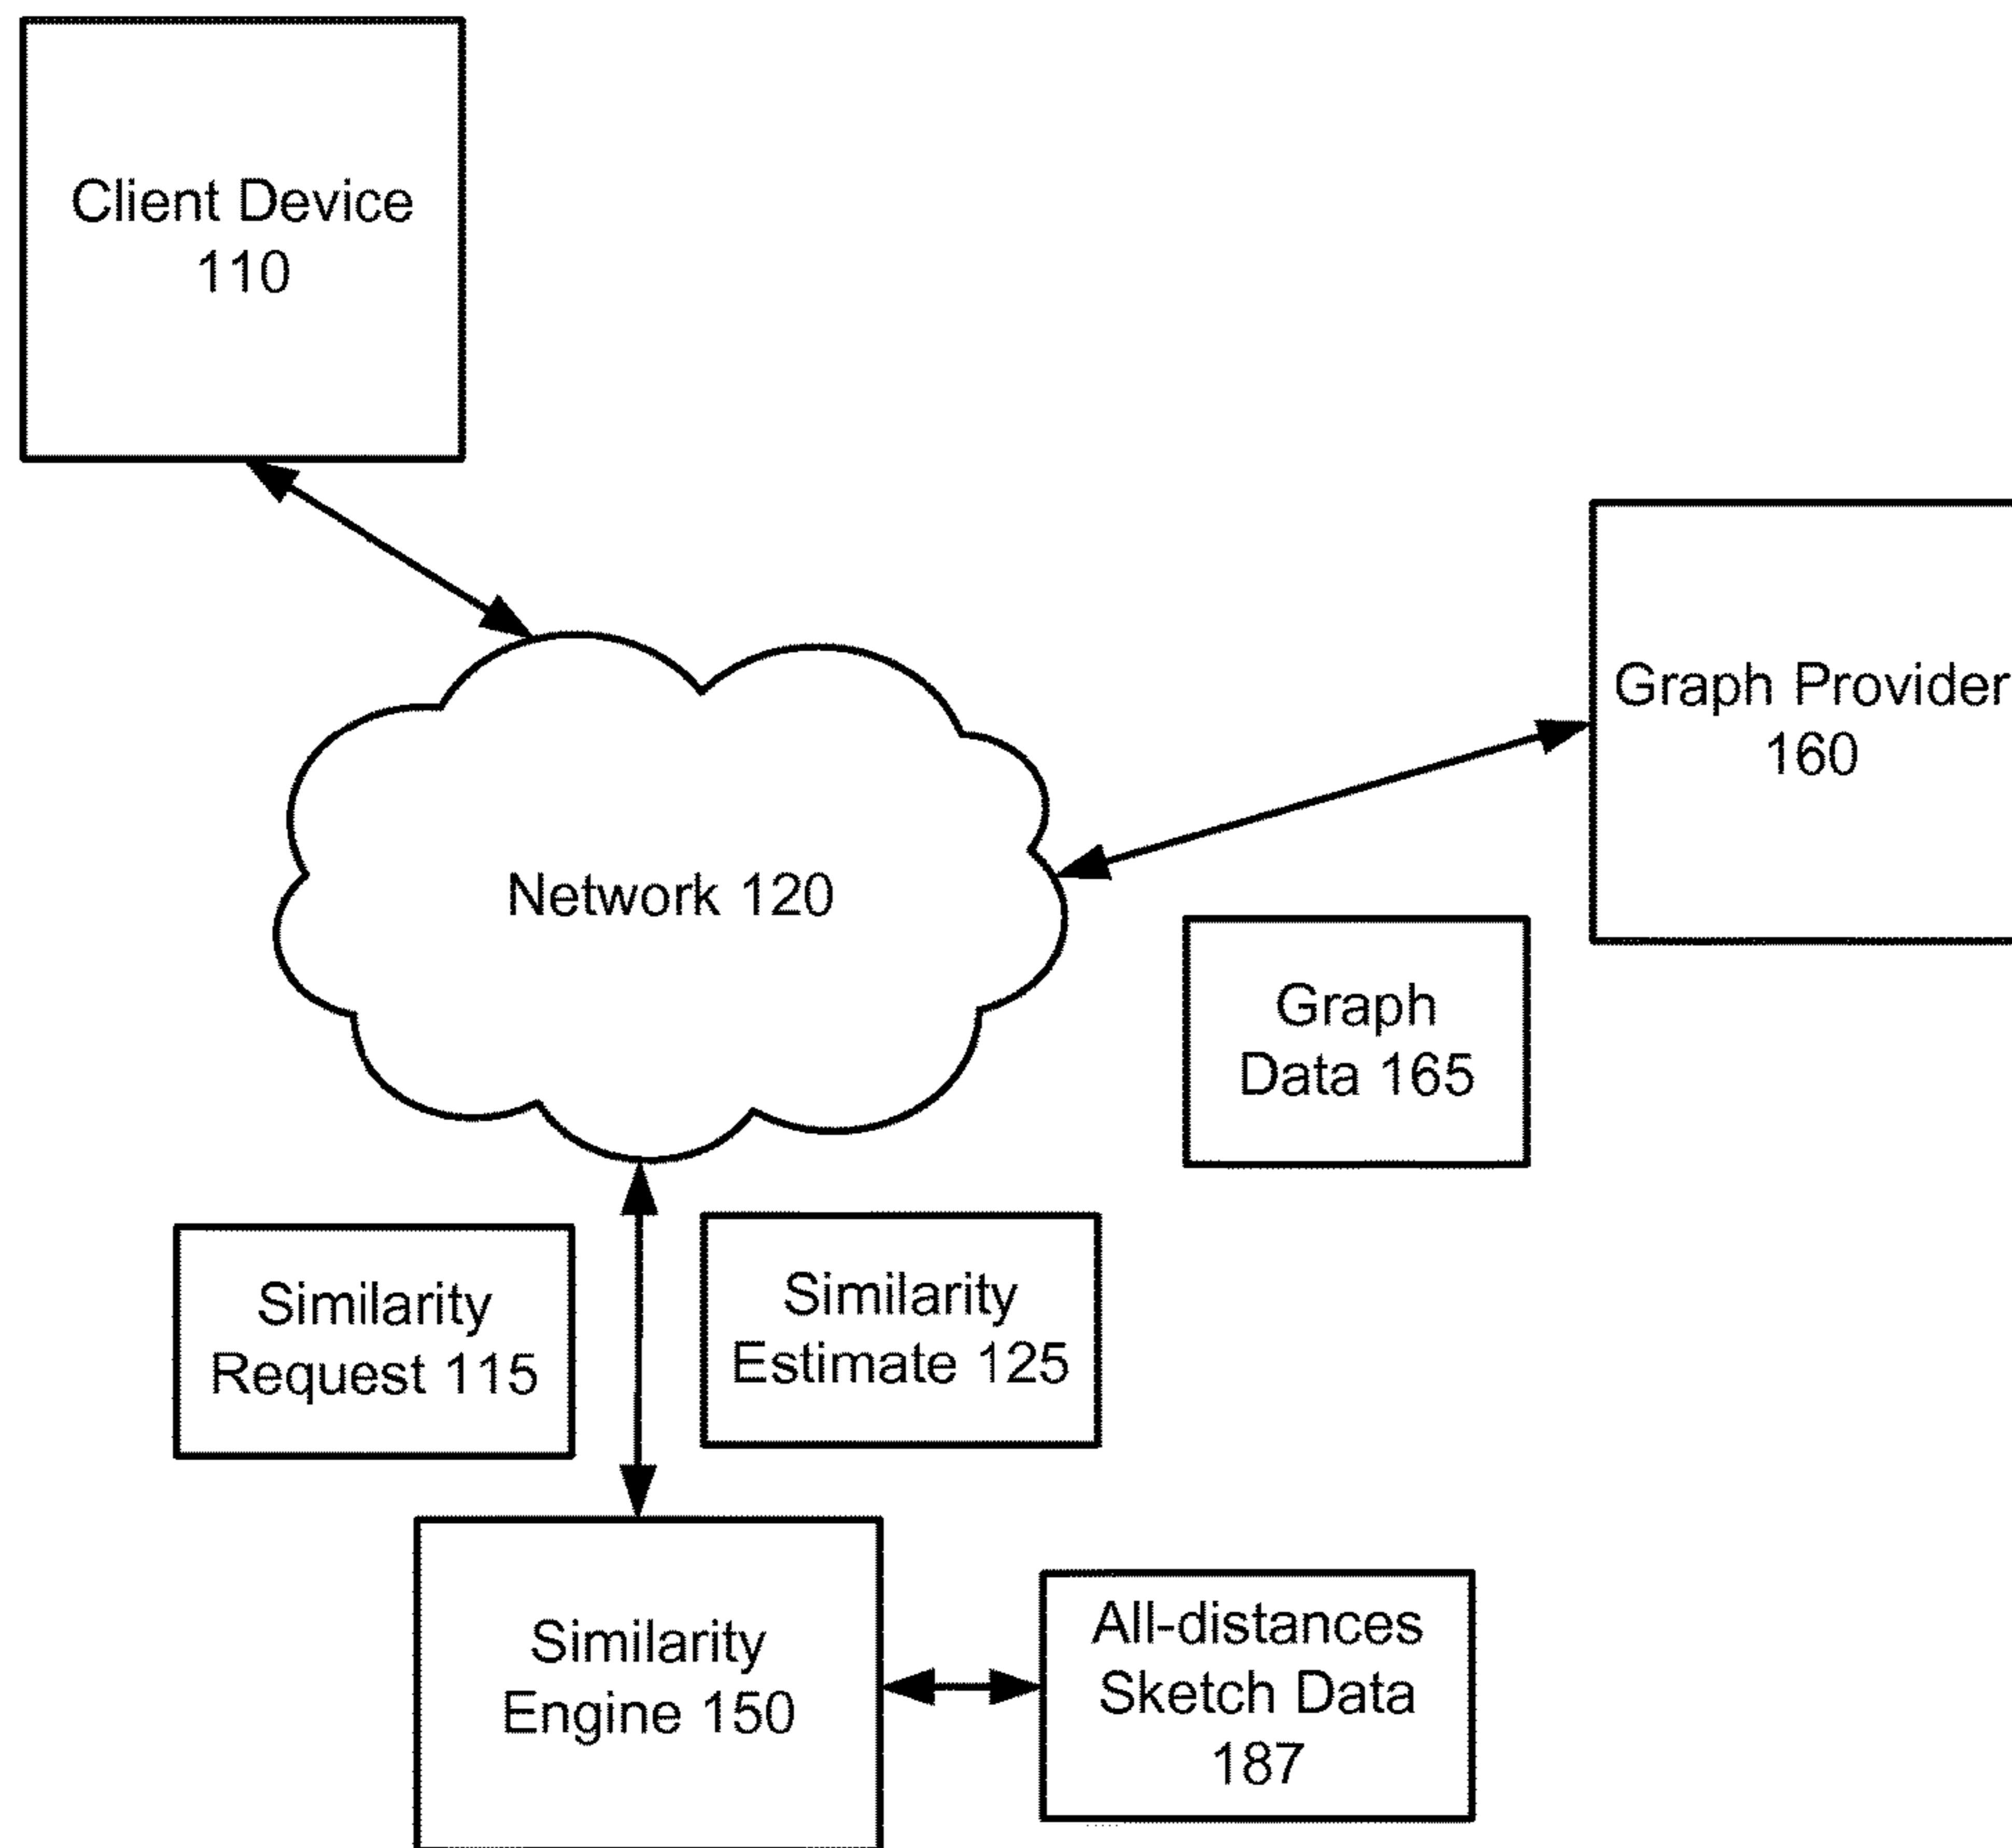 Client Device
110
Graph Provider
160
Network 120
Graph
Data 165
Similarity
Request 115
Similarity
Estimate 125
Similarity
Engine 150
All-distances
Sketch Data
187